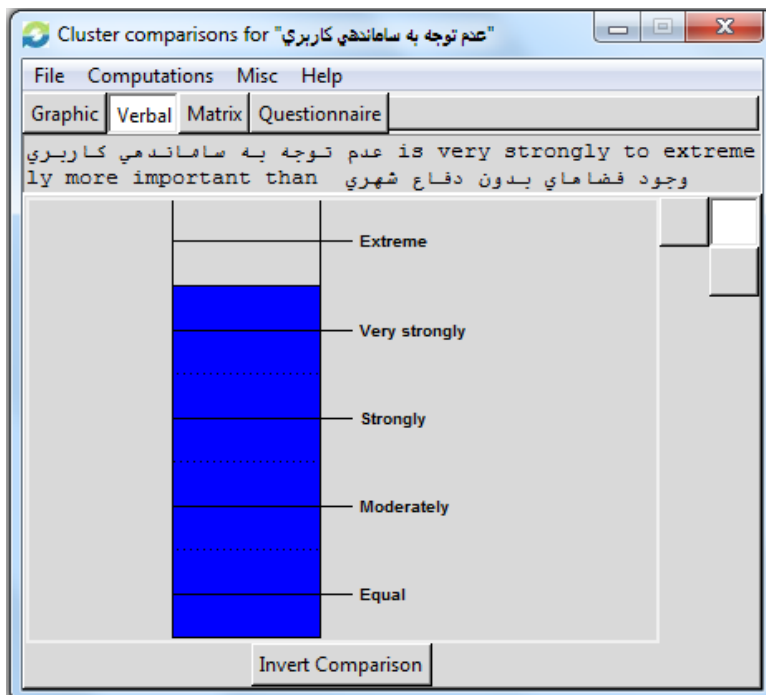 Cluster comparisons for "عدم توجه به ساماندهي كاربري"
File Computations Misc Help
Graphic Verbal Matrix Questionnaire
عدم توجه به ساماندهي كاربري is very strongly to extreme
ly more important than وجود فضاهاي بدون دفاع شهري
Extreme
Very strongly
Strongly
Moderately
Equal
Invert Comparison